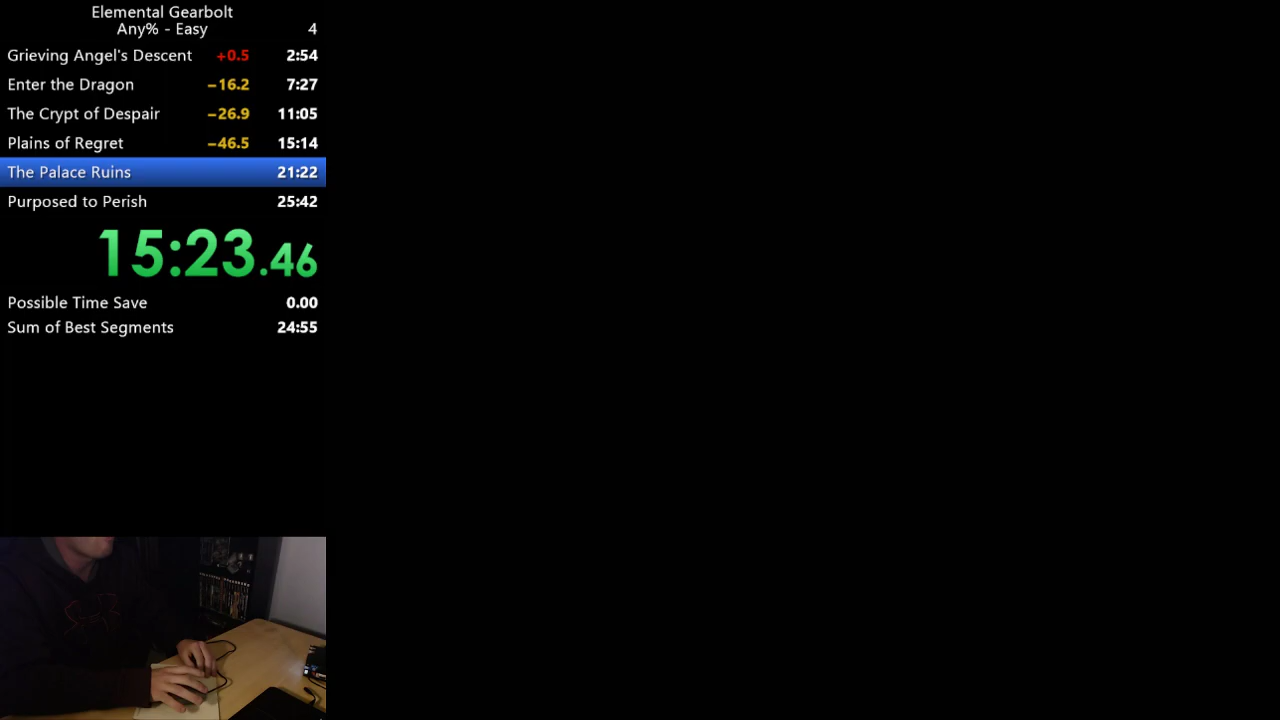 Elemental Gearbolt
Any% - Easy 4
Grieving Angel's Descent +0.5 2:54
Enter the Dragon −16.2 7:27
The Crypt of Despair −26.9 11:05
Plains of Regret −46.5 15:14
The Palace Ruins 21:22
Purposed to Perish 25:42
15:23.46
Possible Time Save 0.00
Sum of Best Segments 24:55